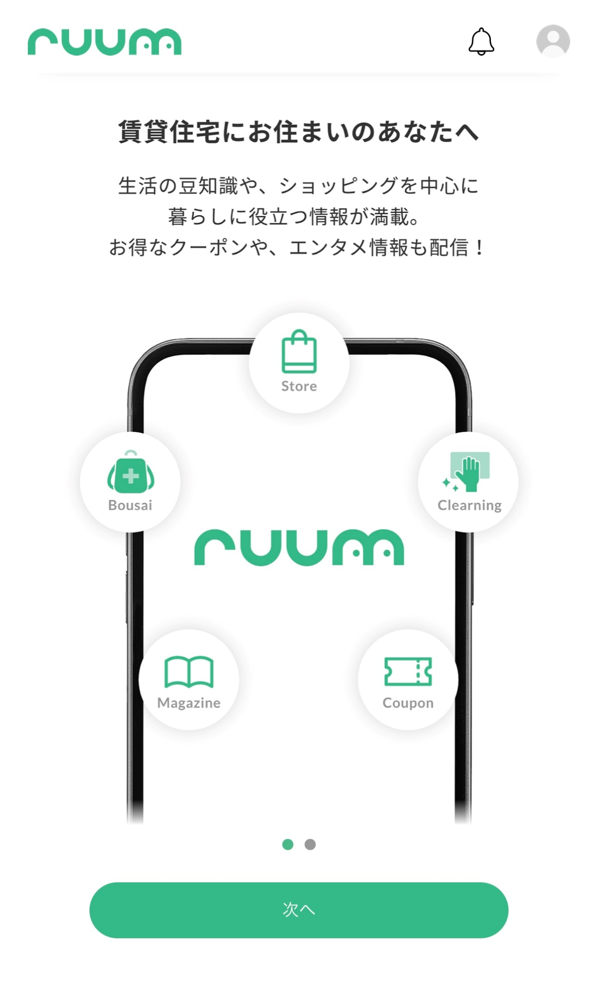 ruum
賃貸住宅にお住まいのあなたへ
生活の豆知識や、ショッピングを中心に
暮らしに役立つ情報が満載。
お得なクーポンや、エンタメ情報も配信！
Store
Bousai
Clearning
ruum
Magazine
Coupon
次へ